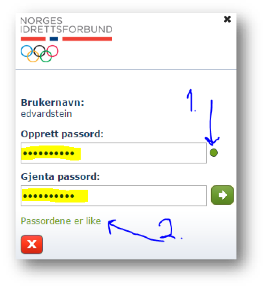 NORGES
IDRETTSFORBUND
Brukernavn:
edvardstein
1.
Opprett passord:
••••••••••
Gjenta passord:
••••••••••
Passordene er like
2.